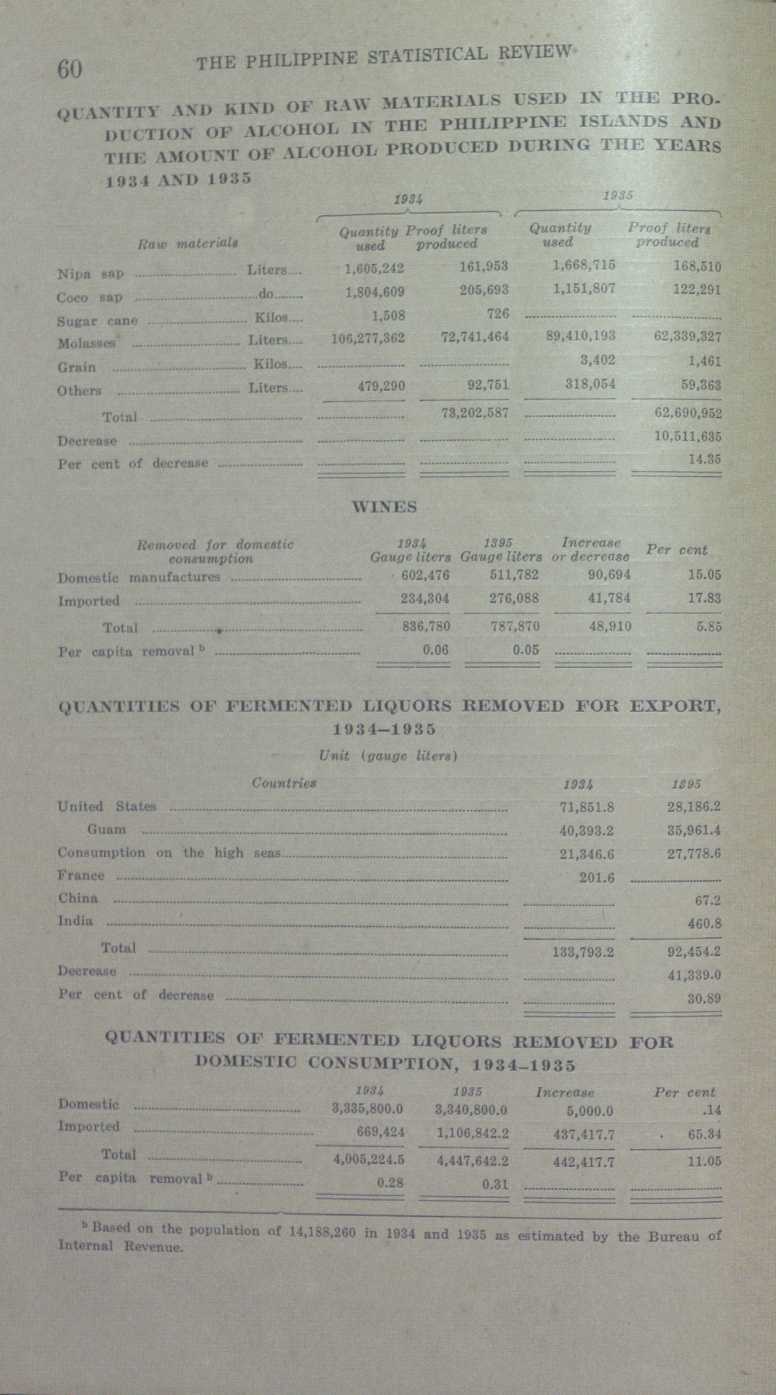 60 THE PHILIPPINE STATISTICAL REVIEW
QUANTITY AND KIND OF RAW MATERIALS USED IN THE PRO-
DUCTION OF ALCOHOL IN THE PHILIPPINE ISLANDS AND
THE AMOUNT OF ALCOHOL PRODUCED DURING THE YEARS
1934 AND 1935
1934 1935
Raw materials Quantity used Proof liters produced Quantity used Proof liters produced
Nipa sap Liters 1,605,242 161,953 1,668,715 168,510
Coco sap do. 1,804,609 205,693 1,151,807 122,291
Sugar cane Kilos 1,508 726
Molasses Liters 106,277,362 72,741,464 89,410,193 62,339,327
Grain Kilos 3,402 1,461
Others Liters 479,290 92,751 318,054 59,363
Total 73,202,587 62,690,952
Decrease 10,511,635
Per cent of decrease 14.35
WINES
Removed for domestic consumption 1934 Gauge liters 1395 Gauge liters Increase or decrease Per cent
Domestic manufactures 602,476 511,782 90,694 15.05
Imported 234,304 276,088 41,784 17.83
Total 836,780 787,870 48,910 5.85
Per capita removal b 0.06 0.05
QUANTITIES OF FERMENTED LIQUORS REMOVED FOR EXPORT,
1934–1935
Unit (gauge liters)
Countries 1934 1395
United States 71,851.8 28,186.2
Guam 40,393.2 35,961.4
Consumption on the high seas 21,346.6 27,778.6
France 201.6
China 67.2
India 460.8
Total 133,793.2 92,454.2
Decrease 41,339.0
Per cent of decrease 30.89
QUANTITIES OF FERMENTED LIQUORS REMOVED FOR
DOMESTIC CONSUMPTION, 1934–1935
1934 1935 Increase Per cent
Domestic 3,335,800.0 3,340,800.0 5,000.0 .14
Imported 669,424 1,106,842.2 437,417.7 65.34
Total 4,005,224.5 4,447,642.2 442,417.7 11.05
Per capita removal b 0.28 0.31
b Based on the population of 14,188,260 in 1934 and 1935 as estimated by the Bureau of
Internal Revenue.